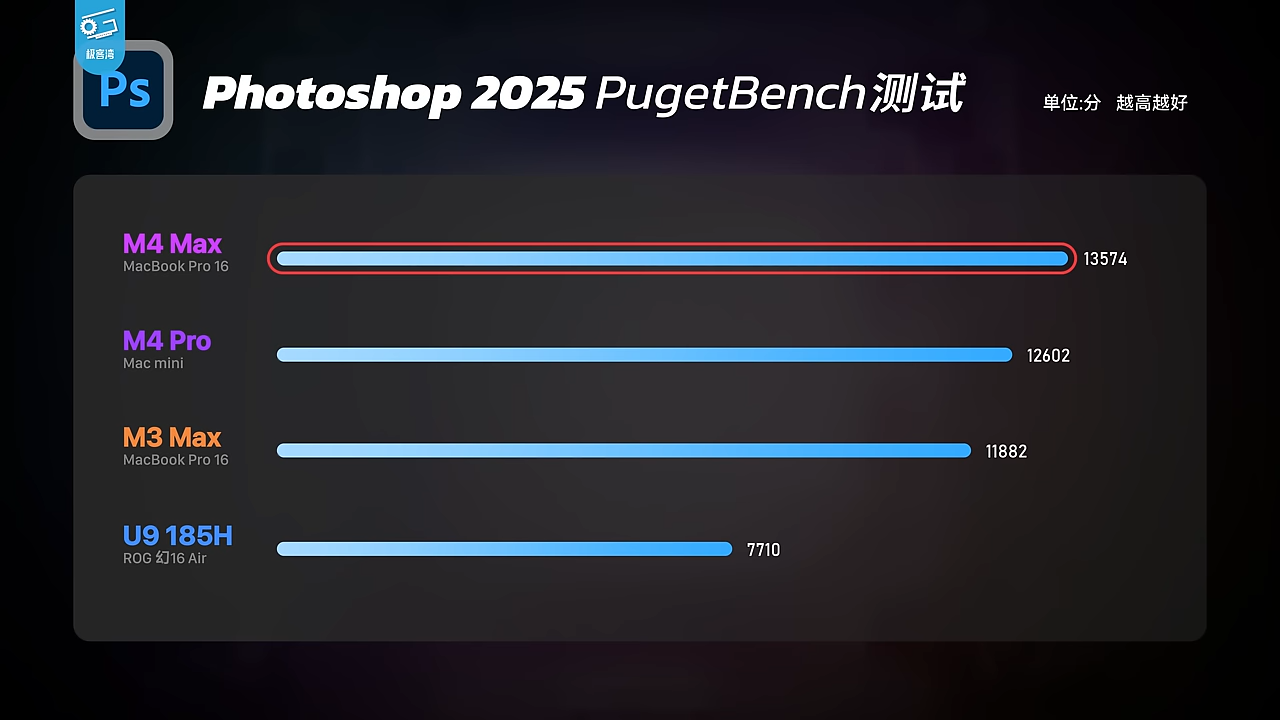 极客湾
Ps
Photoshop 2025 PugetBench测试
单位:分 越高越好
M4 Max
MacBook Pro 16
13574
M4 Pro
Mac mini
12602
M3 Max
MacBook Pro 16
11882
U9 185H
ROG 幻16 Air
7710